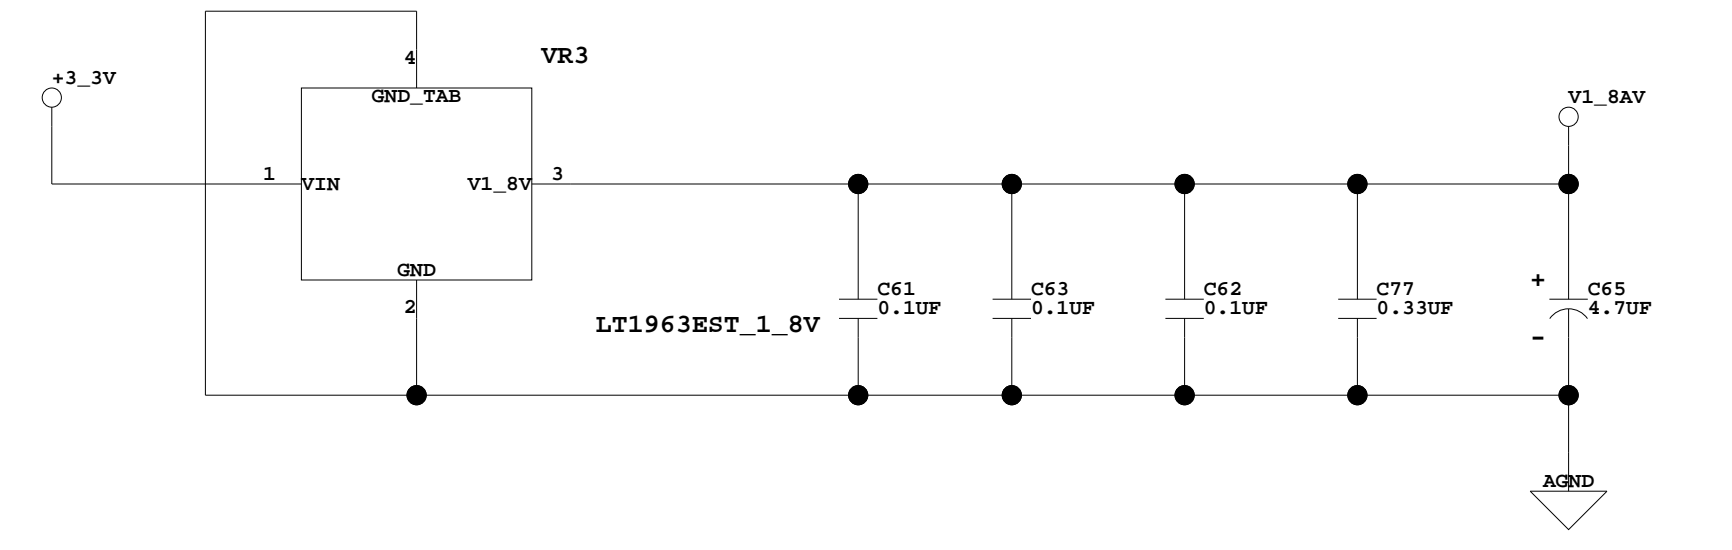 4
VR3
+3_3V
GND_TAB
V1_8AV
1
VIN
V1_8V
3
GND
2
+
C61
0.1UF
C63
0.1UF
C62
0.1UF
C77
0.33UF
C65
4.7UF
LT1963EST_1_8V
-
AGND